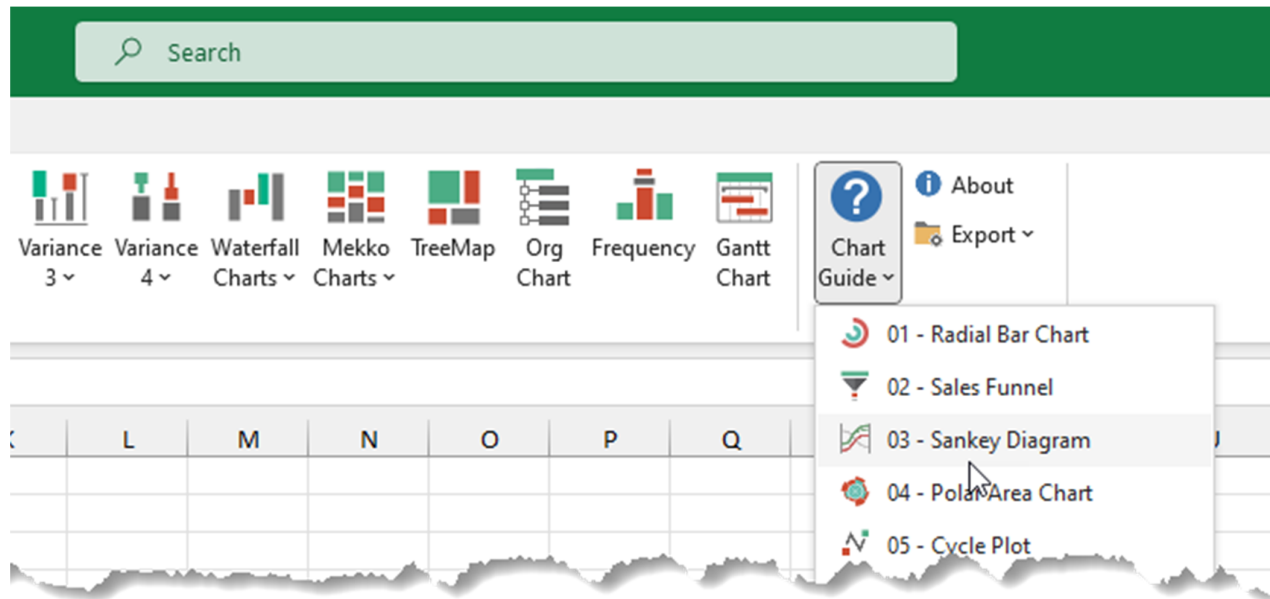 Search
Variance
3
Variance
4
Waterfall
Charts
Mekko
Charts
TreeMap
Org
Chart
Frequency
Gantt
Chart
?
Chart
Guide
i
About
Export
01 - Radial Bar Chart
02 - Sales Funnel
03 - Sankey Diagram
04 - Polar Area Chart
05 - Cycle Plot
L M N O P Q